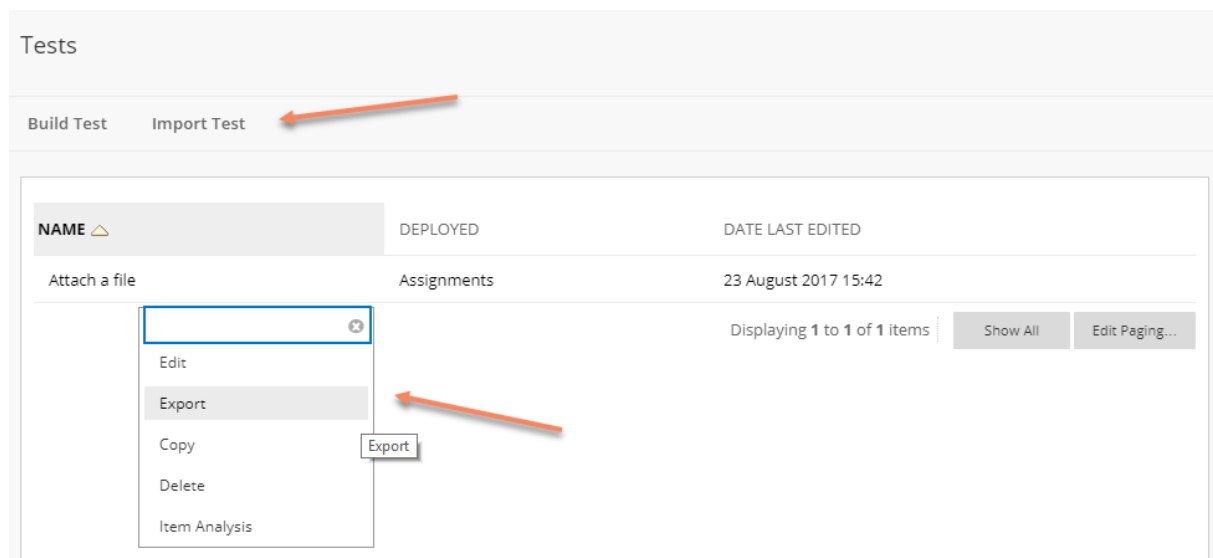 Tests
Build Test Import Test
NAME DEPLOYED DATE LAST EDITED
Attach a file Assignments 23 August 2017 15:42
Displaying 1 to 1 of 1 items Show All Edit Paging...
Edit
Export
Copy Export
Delete
Item Analysis